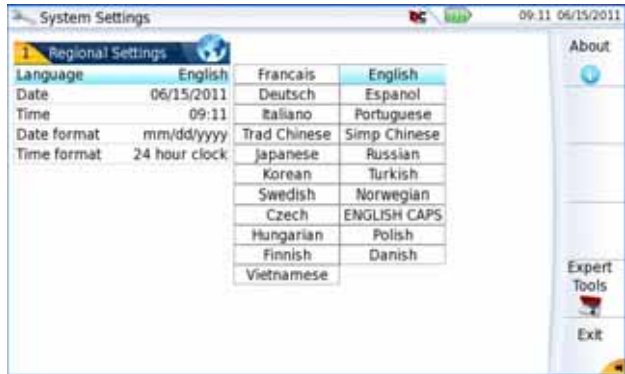 System Settings DC 09:11 06/15/2011
1 Regional Settings
Language English
Date 06/15/2011
Time 09:11
Date format mm/dd/yyyy
Time format 24 hour clock
Francais English
Deutsch Espanol
Italiano Portuguese
Trad Chinese Simp Chinese
Japanese Russian
Korean Turkish
Swedish Norwegian
Czech ENGLISH CAPS
Hungarian Polish
Finnish Danish
Vietnamese
About
Expert
Tools
Exit